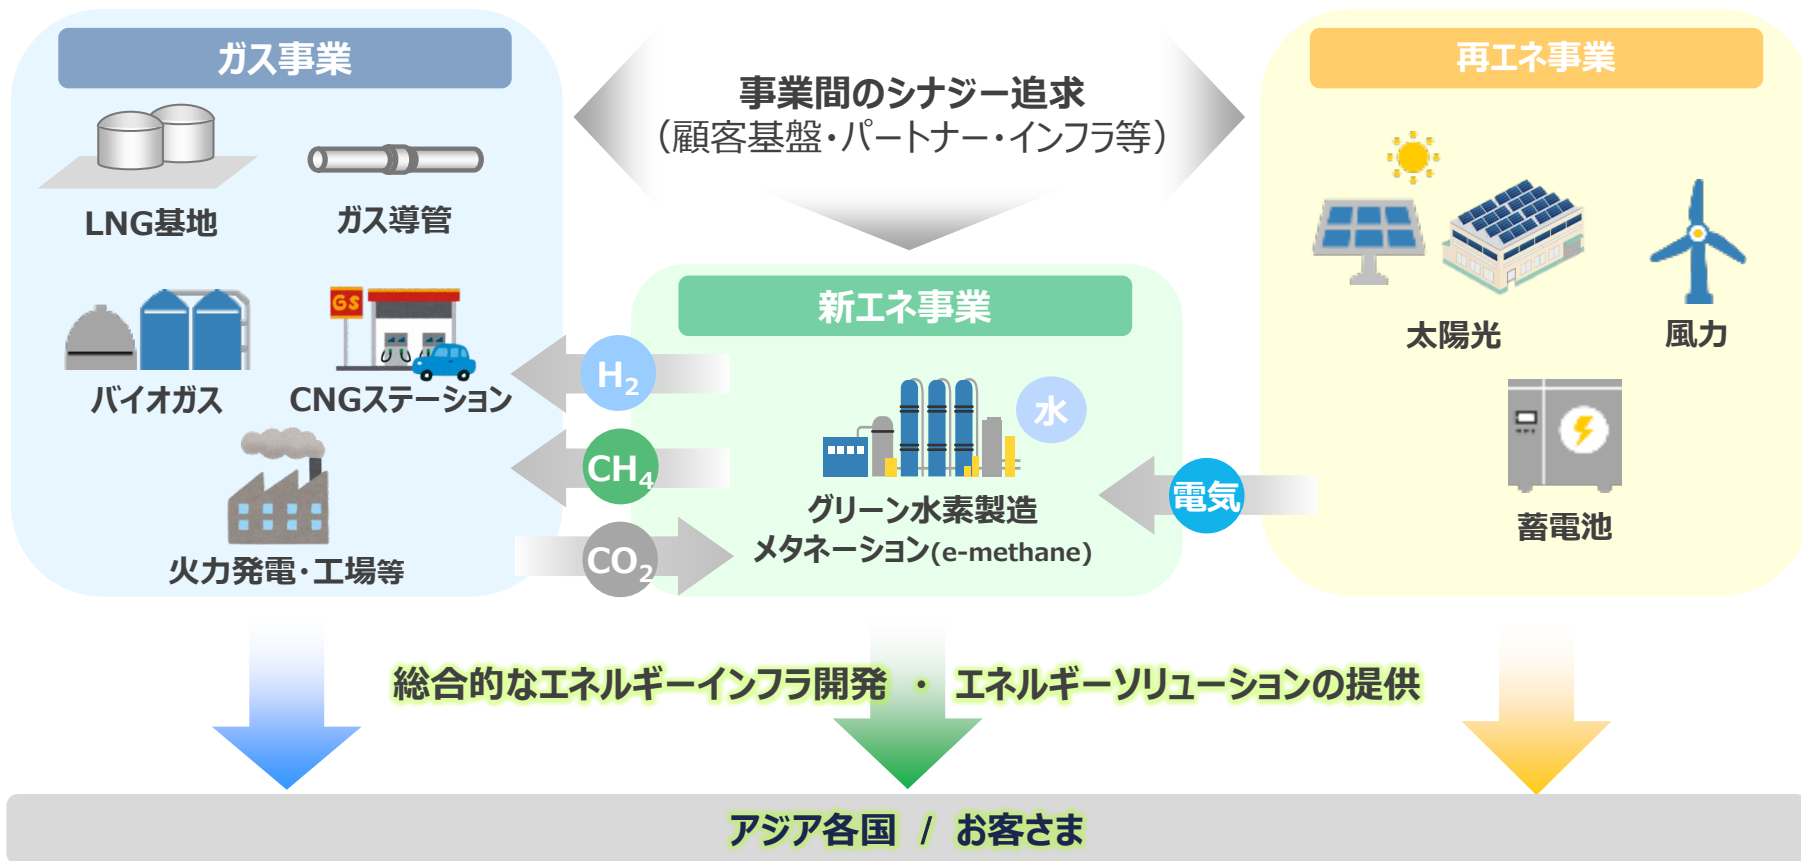 ガス事業
LNG基地
ガス導管
バイオガス
GS
CNGステーション
火力発電・工場等
事業間のシナジー追求
（顧客基盤・パートナー・インフラ等）
新エネ事業
H₂
CH₄
CO₂
水
グリーン水素製造
メタネーション(e-methane)
電気
再エネ事業
太陽光
風力
蓄電池
総合的なエネルギーインフラ開発 ・ エネルギーソリューションの提供
アジア各国 / お客さま